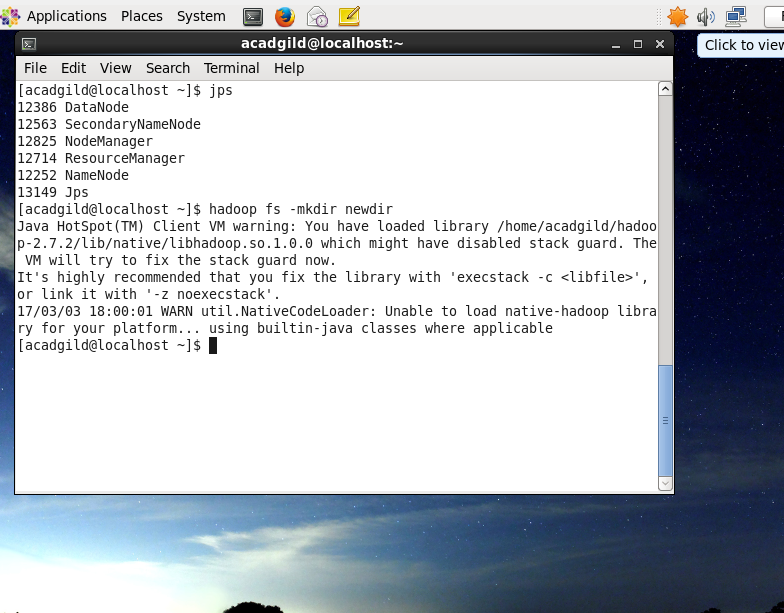 Applications Places System
Click to view
acadgild@localhost:~
File Edit View Search Terminal Help
[acadgild@localhost ~]$ jps
12386 DataNode
12563 SecondaryNameNode
12825 NodeManager
12714 ResourceManager
12252 NameNode
13149 Jps
[acadgild@localhost ~]$ hadoop fs -mkdir newdir
Java HotSpot(TM) Client VM warning: You have loaded library /home/acadgild/hadoo
p-2.7.2/lib/native/libhadoop.so.1.0.0 which might have disabled stack guard. The
 VM will try to fix the stack guard now.
It's highly recommended that you fix the library with 'execstack -c <libfile>',
or link it with '-z noexecstack'.
17/03/03 18:00:01 WARN util.NativeCodeLoader: Unable to load native-hadoop libra
ry for your platform... using builtin-java classes where applicable
[acadgild@localhost ~]$